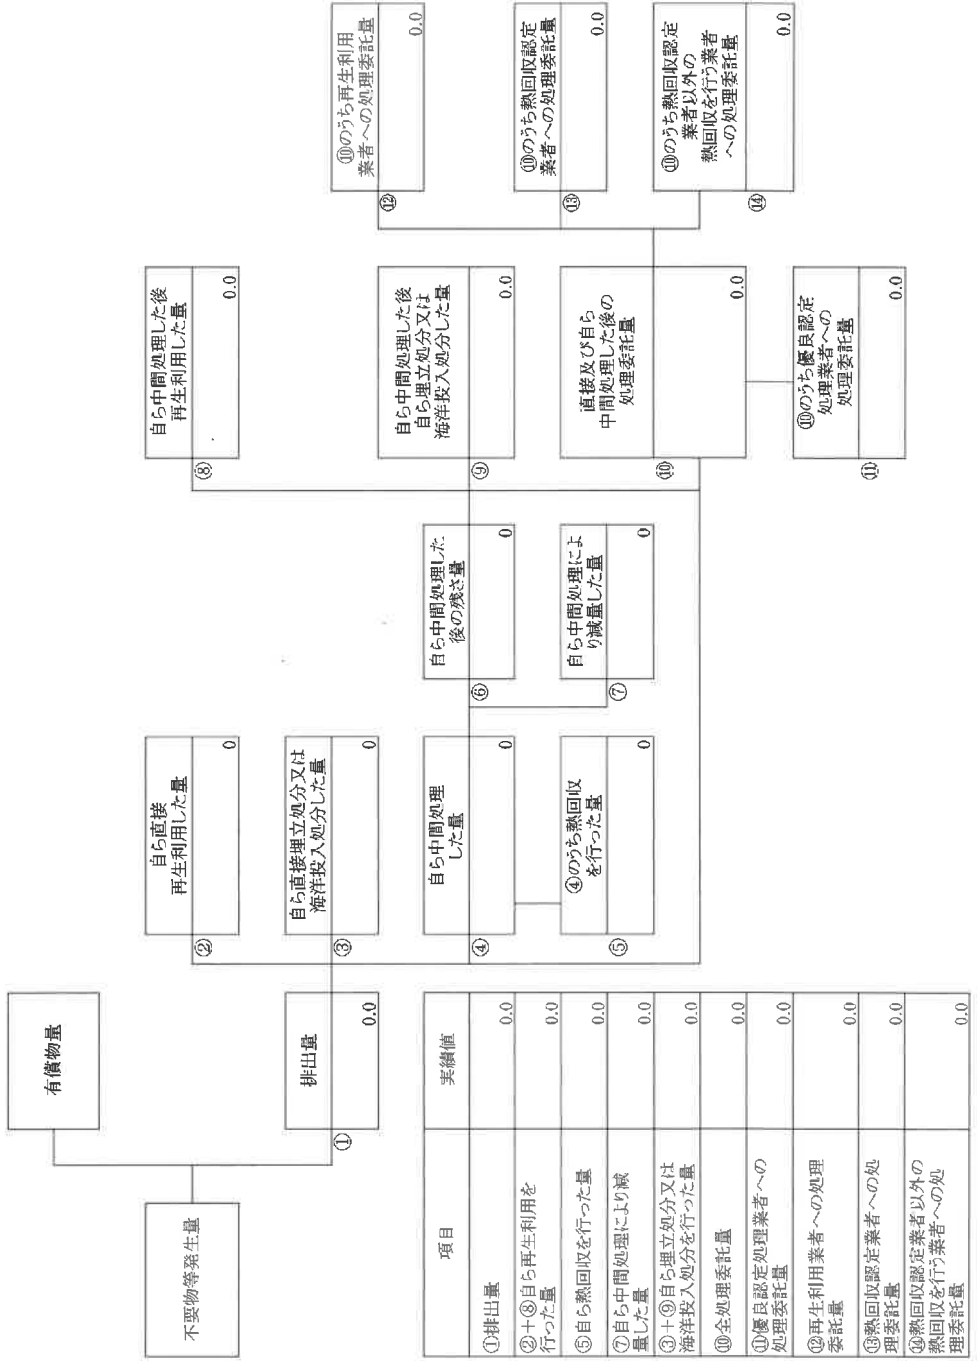 有償物量
不要物等発生量
①
排出量
0.0
②
自ら直接
再生利用した量
0
③
自ら直接埋立処分又は
海洋投入処分した量
0
④
自ら中間処理
した量
0
⑤
④のうち熱回収
を行った量
0
⑥
自ら中間処理した
後の残さ量
0
⑦
自ら中間処理によ
り減量した量
0
⑧
自ら中間処理した後
再生利用した量
0.0
⑨
自ら中間処理した後
自ら埋立処分又は
海洋投入処分した量
0.0
⑩
直接及び自ら
中間処理した後の
処理委託量
0.0
⑪
⑩のうち優良認定
処理業者への
処理委託量
0.0
⑫
⑩のうち再生利用
業者への処理委託量
0.0
⑬
⑩のうち熱回収認定
業者への処理委託量
0.0
⑭
⑩のうち熱回収認定
業者以外の
熱回収を行う業者
への処理委託量
0.0
項目 実績値
①排出量 0.0
②+⑧自ら再生利用を
行った量 0.0
⑤自ら熱回収を行った量 0.0
⑦自ら中間処理により減
量した量 0.0
③+⑨自ら埋立処分又は
海洋投入処分を行った量 0.0
⑩全処理委託量 0.0
⑪優良認定処理業者への
処理委託量 0.0
⑫再生利用業者への処理
委託量 0.0
⑬熱回収認定業者への処
理委託量 0.0
⑭熱回収認定業者以外の
熱回収を行う業者への処
理委託量 0.0